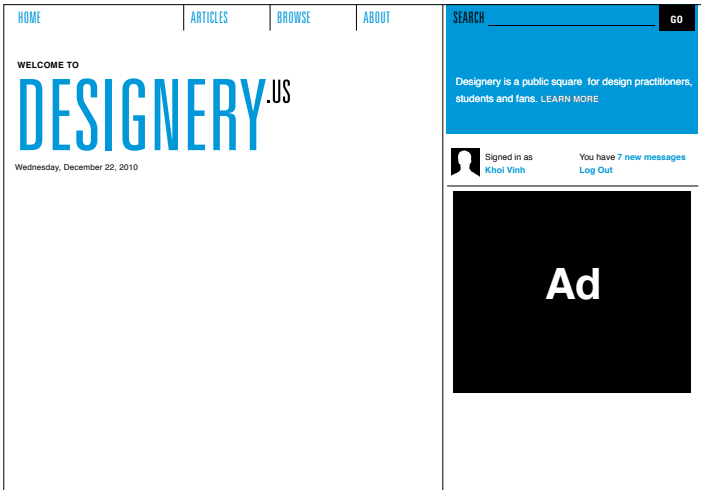 HOME ARTICLES BROWSE ABOUT SEARCH GO
WELCOME TO
DESIGNERY.US
Wednesday, December 22, 2010
Designery is a public square for design practitioners,
students and fans. LEARN MORE
Signed in as
Khoi Vinh
You have 7 new messages
Log Out
Ad